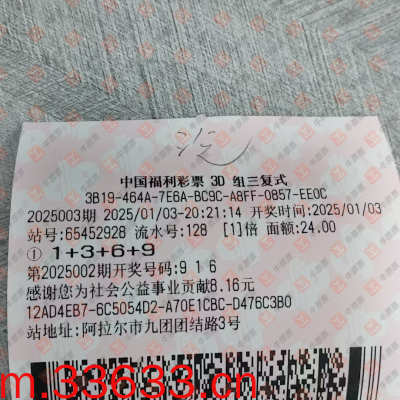 没
中国福利彩票 3D 组三复式
3B19-464A-7E6A-BC9C-A8FF-0857-EE0C
2025003期 2025/01/03-20:21:14 开奖时间:2025/01/03
站号:65452928 流水号:128 [1]倍 面额:24.00
① 1+3+6+9
第2025002期开奖号码:9 1 6
感谢您为社会公益事业贡献8.16元
12AD4EB7-6C5054D2-A70E1CBC-D476C3B0
站地址:阿拉尔市九团团结路3号
m.33633.cn